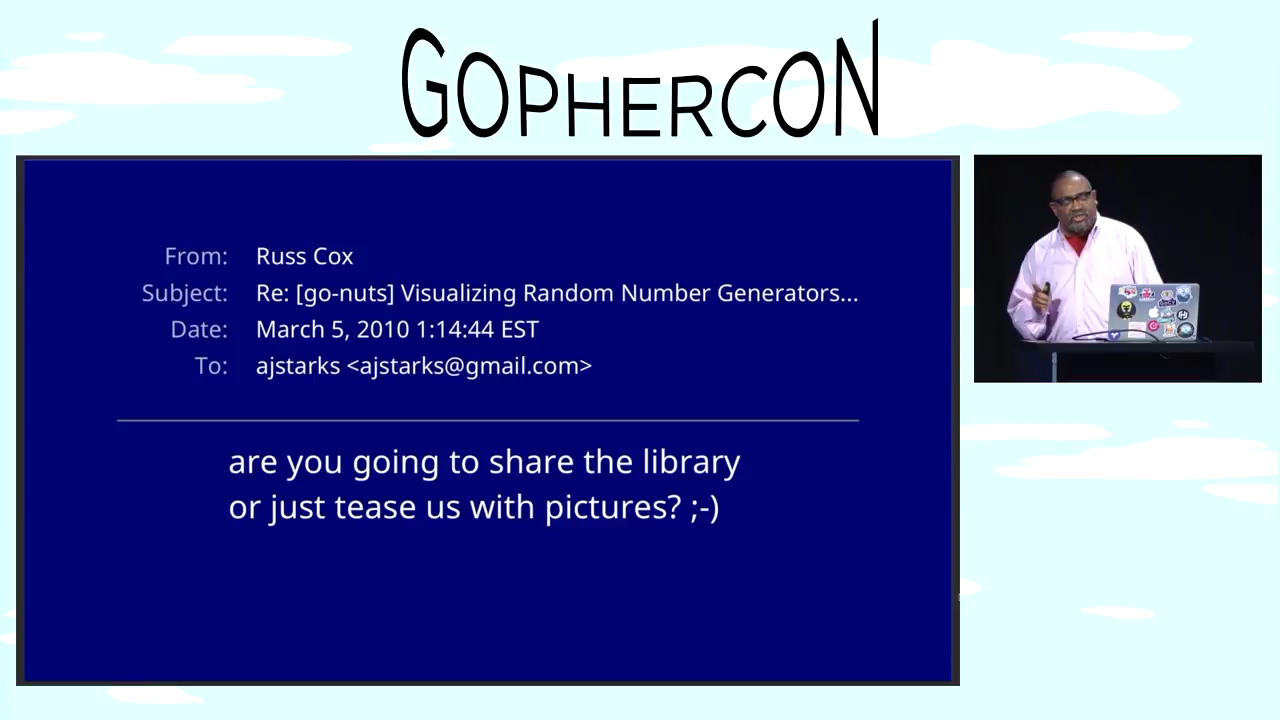 GOPHERCON
From: Russ Cox
Subject: Re: [go-nuts] Visualizing Random Number Generators...
Date: March 5, 2010 1:14:44 EST
To: ajstarks <ajstarks@gmail.com>
are you going to share the library
or just tease us with pictures? ;-)